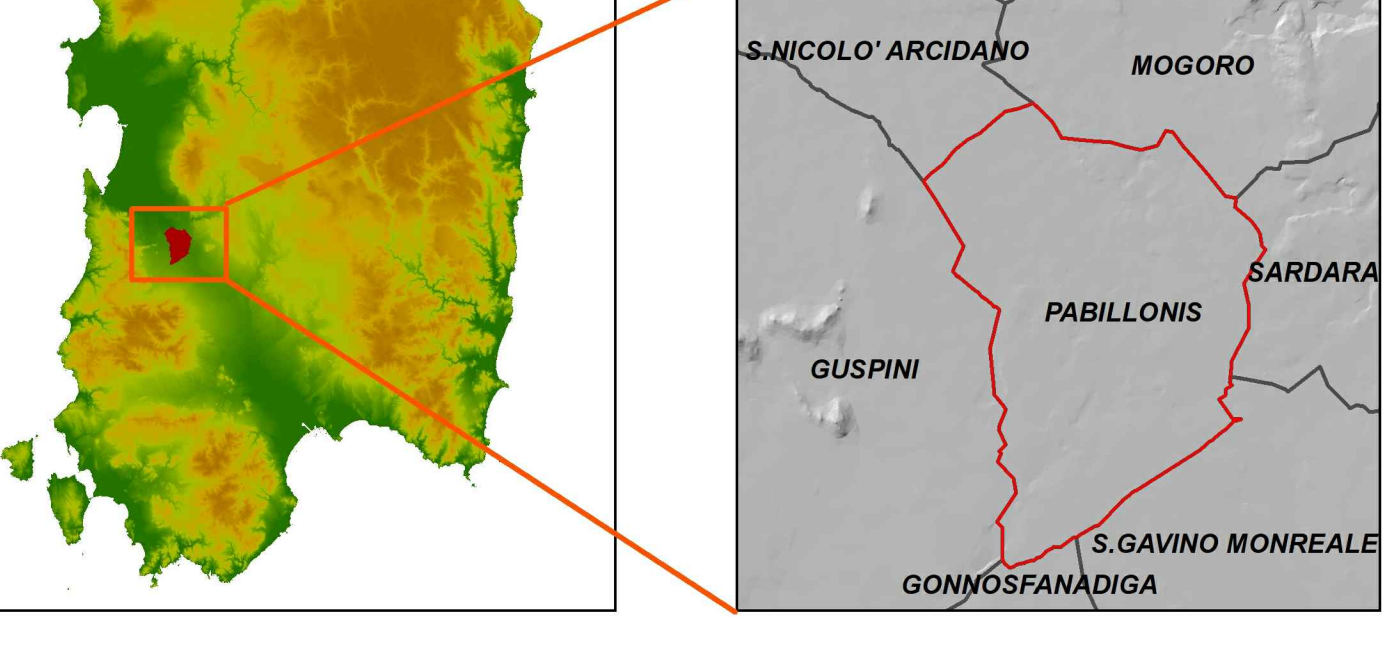 S.NICOLO' ARCIDANO
MOGORO
SARDARA
PABILLONIS
GUSPINI
S.GAVINO MONREALE
GONNOSFANADIGA